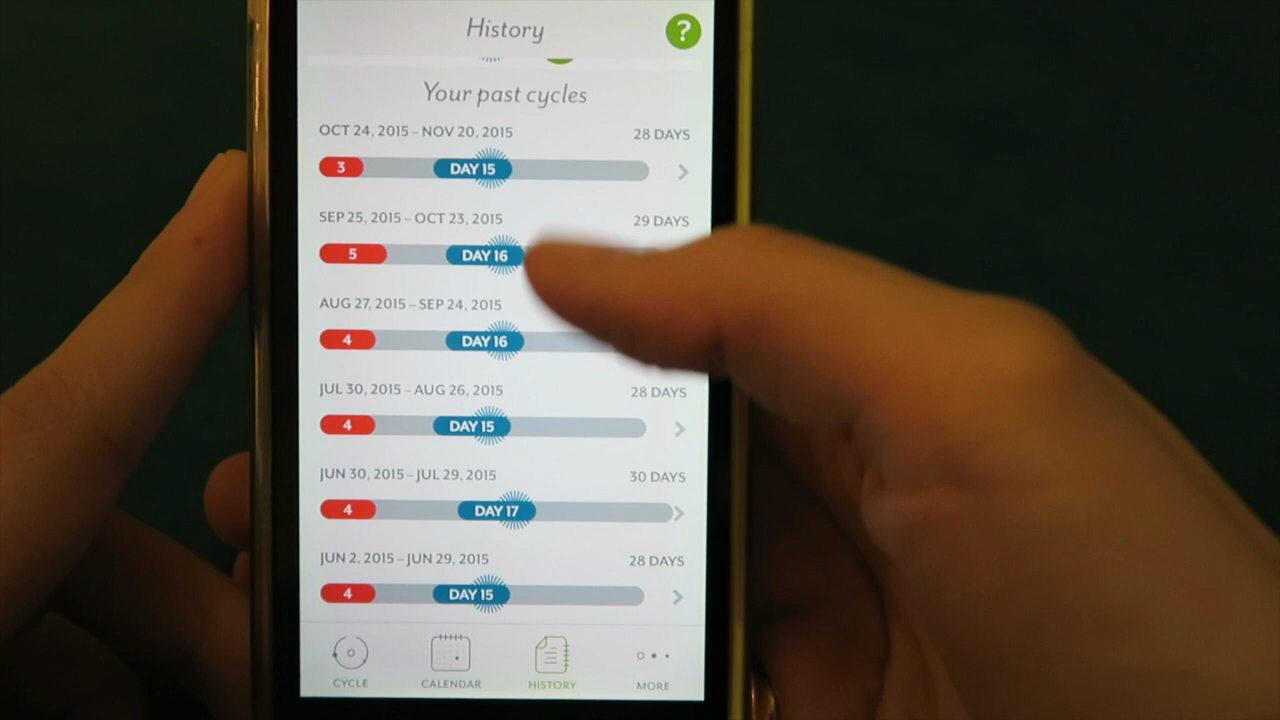 History ?
Your past cycles
OCT 24, 2015 – NOV 20, 2015 28 DAYS
3 DAY 15
SEP 25, 2015 – OCT 23, 2015 29 DAYS
5 DAY 16
AUG 27, 2015 – SEP 24, 2015
4 DAY 16
JUL 30, 2015 – AUG 26, 2015 28 DAYS
4 DAY 15
JUN 30, 2015 – JUL 29, 2015 30 DAYS
4 DAY 17
JUN 2, 2015 – JUN 29, 2015 28 DAYS
4 DAY 15
CYCLE CALENDAR HISTORY MORE